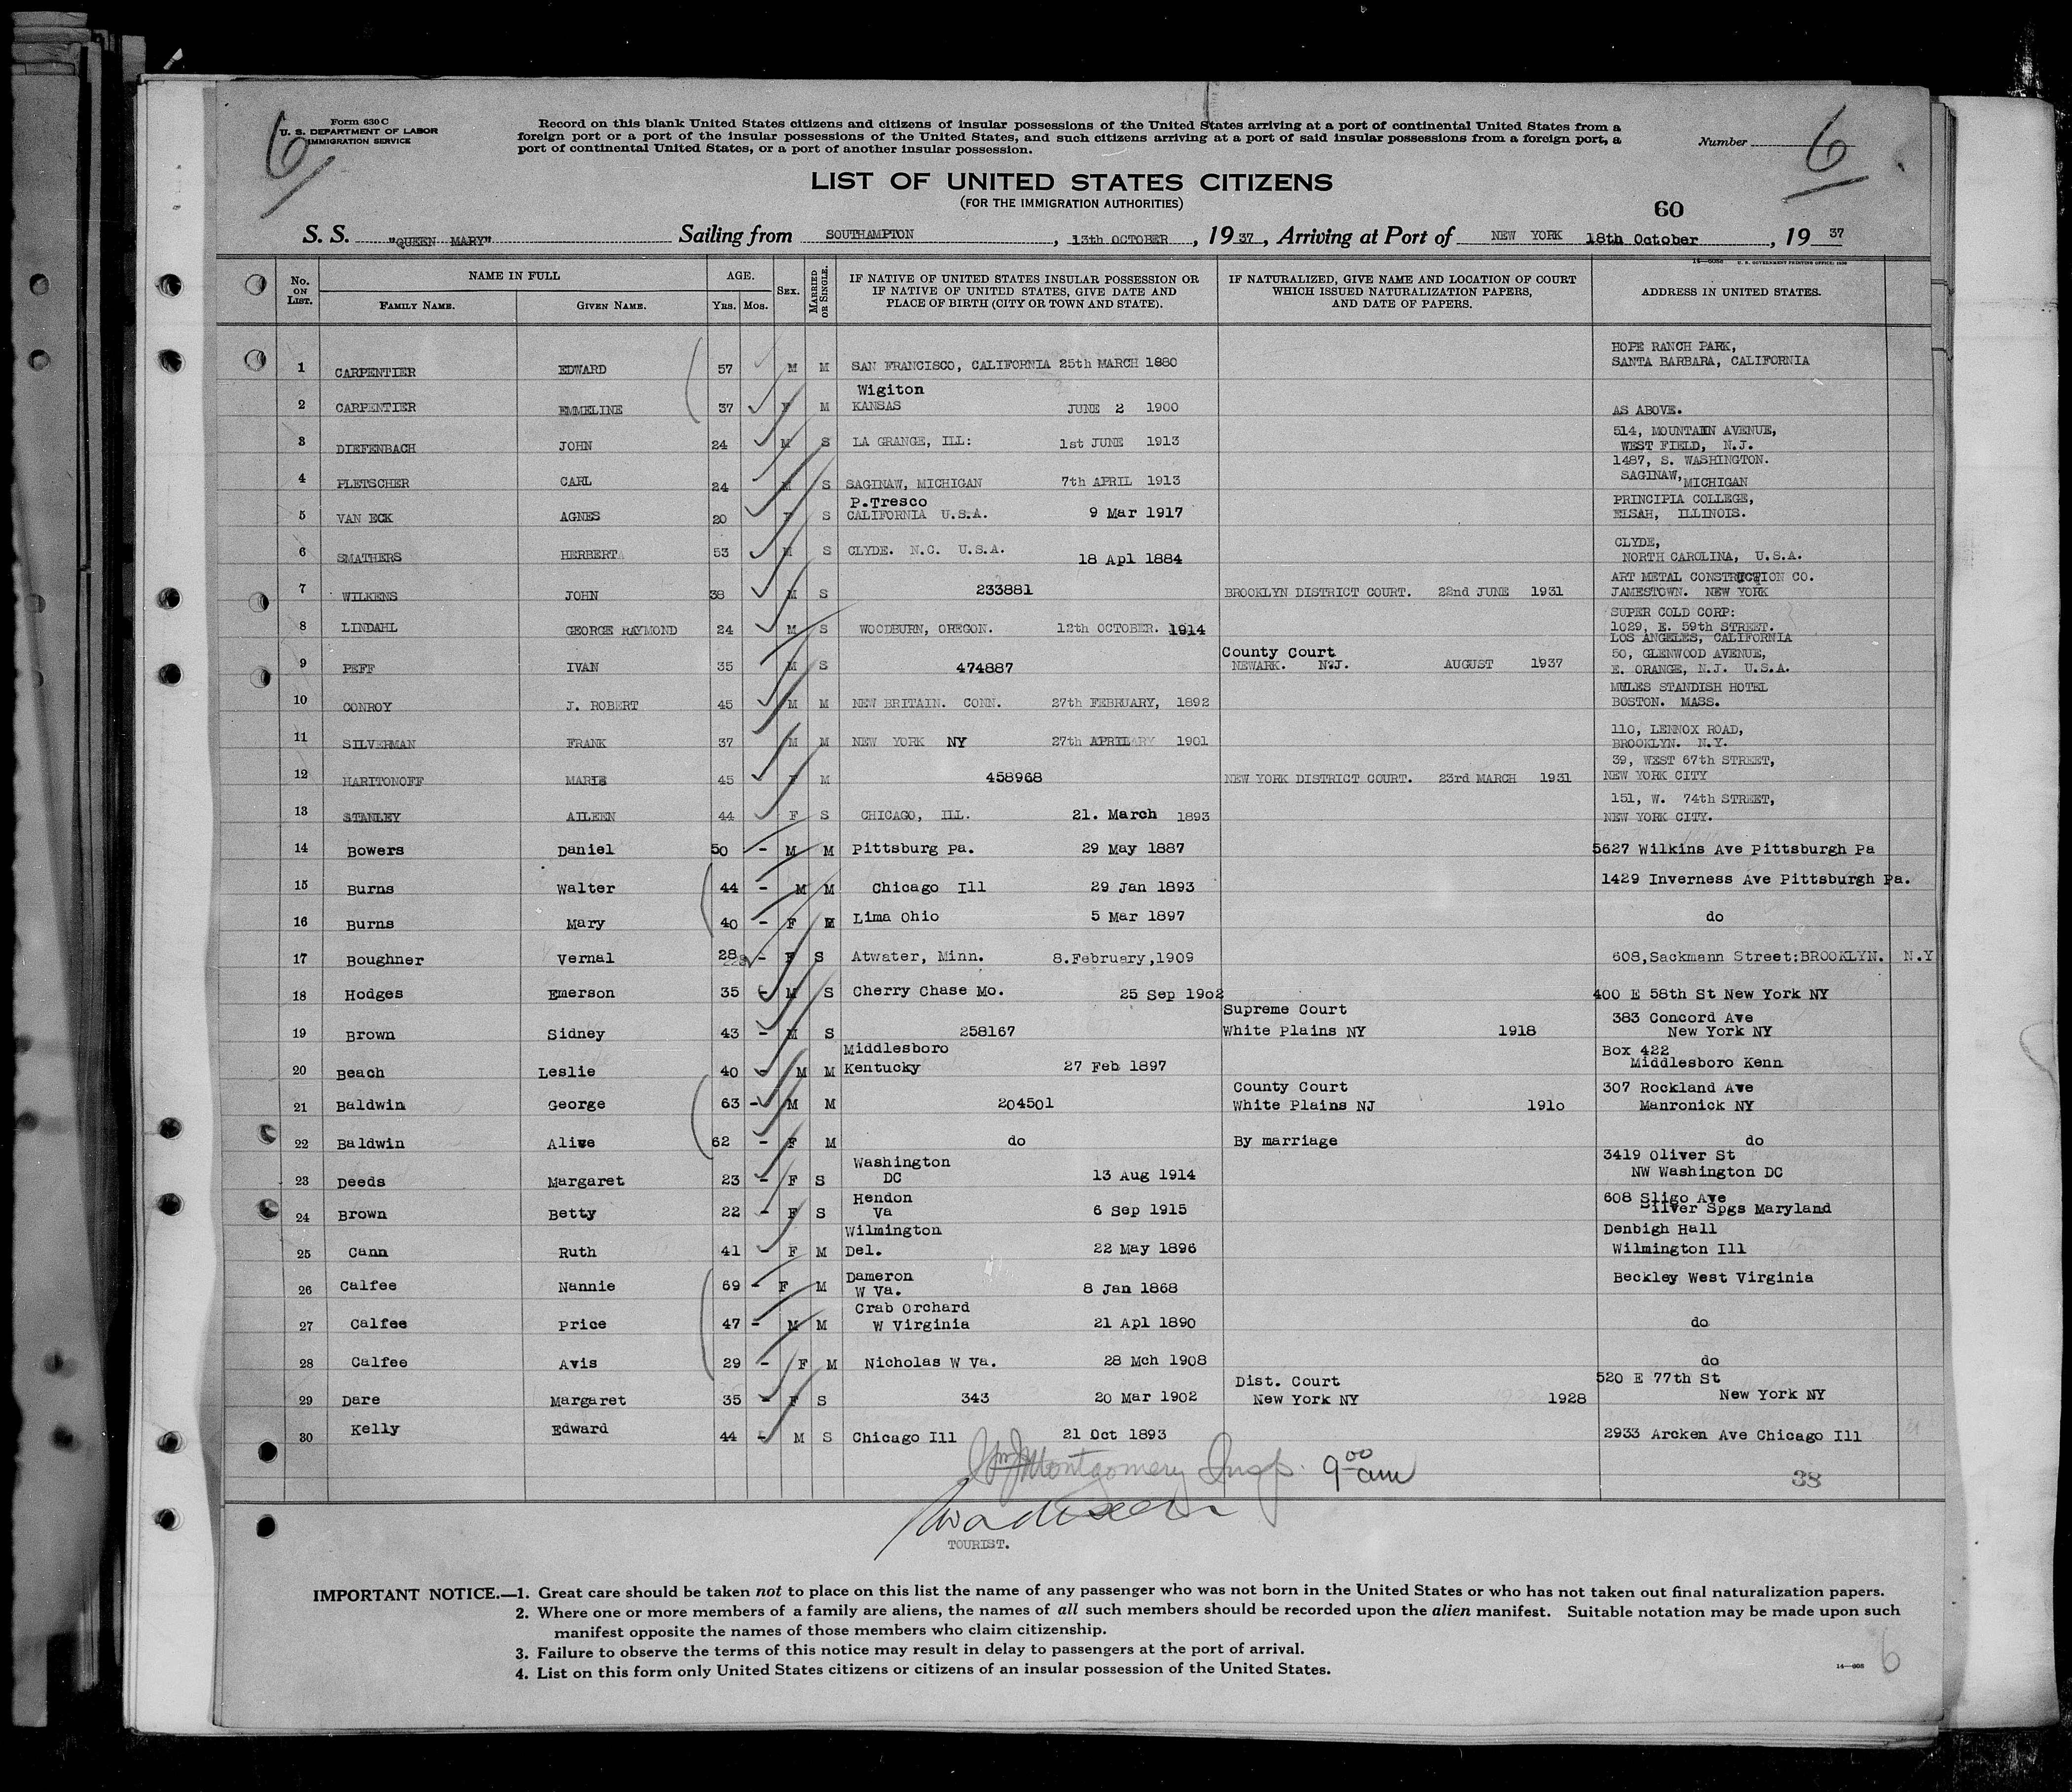 6
6
Form 630 C
U. S. DEPARTMENT OF LABOR
IMMIGRATION SERVICE
Record on this blank United States citizens and citizens of insular possessions of the United States arriving at a port of continental United States from a
foreign port or a port of the insular possessions of the United States, and such citizens arriving at a port of said insular possessions from a foreign port, a
port of continental United States, or a port of another insular possession.
Number
LIST OF UNITED STATES CITIZENS
(FOR THE IMMIGRATION AUTHORITIES)
60
S. S. "QUEEN MARY" Sailing from SOUTHAMPTON, 13th OCTOBER, 1937, Arriving at Port of NEW YORK 18th October, 19 37
No. ON LIST. NAME IN FULL FAMILY NAME. GIVEN NAME. AGE. Yrs. Mos. SEX. MARRIED OR SINGLE. IF NATIVE OF UNITED STATES INSULAR POSSESSION OR IF NATIVE OF UNITED STATES, GIVE DATE AND PLACE OF BIRTH (CITY OR TOWN AND STATE). IF NATURALIZED, GIVE NAME AND LOCATION OF COURT WHICH ISSUED NATURALIZATION PAPERS, AND DATE OF PAPERS. ADDRESS IN UNITED STATES.
1 CARPENTIER EDWARD 57 M M SAN FRANCISCO, CALIFORNIA 25th MARCH 1880 HOPE RANCH PARK, SANTA BARBARA, CALIFORNIA
2 CARPENTIER EMMELINE 37 F M Wigiton KANSAS JUNE 2 1900 AS ABOVE.
3 DIEFENBACH JOHN 24 M S LA GRANGE, ILL: 1st JUNE 1913 514, MOUNTAIN AVENUE, WEST FIELD, N.J.
4 FLETSCHER CARL 24 M S SAGINAW, MICHIGAN 7th APRIL 1913 1487, S. WASHINGTON. SAGINAW, MICHIGAN
5 VAN ECK AGNES 20 F S P.Tresco CALIFORNIA U.S.A. 9 Mar 1917 PRINCIPIA COLLEGE, ELSAH, ILLINOIS.
6 SMATHERS HERBERT 53 M S CLYDE. N.C. U.S.A. 18 Apl 1884 CLYDE, NORTH CAROLINA, U.S.A.
7 WILKENS JOHN 38 M S 233881 BROOKLYN DISTRICT COURT. 22nd JUNE 1931 ART METAL CONSTRUCTION CO. JAMESTOWN. NEW YORK
8 LINDAHL GEORGE RAYMOND 24 M S WOODBURN, OREGON. 12th OCTOBER. 1914 SUPER COLD CORP: 1029, E. 59th STREET. LOS ANGELES, CALIFORNIA
9 PEFF IVAN 35 M S 474887 County Court NEWARK. N.J. AUGUST 1937 50, GLENWOOD AVENUE, E. ORANGE, N.J. U.S.A.
10 CONROY J. ROBERT 45 M M NEW BRITAIN. CONN. 27th FEBRUARY, 1892 MULES STANDISH HOTEL BOSTON. MASS.
11 SILVERMAN FRANK 37 M M NEW YORK NY 27th APRIL 1901 110, LENNOX ROAD, BROOKLYN. N.Y.
12 HARITONOFF MARIE 45 F M 458968 NEW YORK DISTRICT COURT. 23rd MARCH 1931 39, WEST 67th STREET, NEW YORK CITY
13 STANLEY AILEEN 44 F S CHICAGO, ILL. 21. March 1893 151, W. 74th STREET, NEW YORK CITY.
14 Bowers Daniel 50 - M M Pittsburg Pa. 29 May 1887 5627 Wilkins Ave Pittsburgh Pa
15 Burns Walter 44 - M M Chicago Ill 29 Jan 1893 1429 Inverness Ave Pittsburgh Pa.
16 Burns Mary 40 - F M Lima Ohio 5 Mar 1897 do
17 Boughner Vernal 28 - F S Atwater, Minn. 8.February,1909 608,Sackmann Street:BROOKLYN. N.Y
18 Hodges Emerson 35 - M S Cherry Chase Mo. 25 Sep 1902 400 E 58th St New York NY
19 Brown Sidney 43 - M S 258167 Supreme Court White Plains NY 1918 383 Concord Ave New York NY
20 Beach Leslie 40 - M M Middlesboro Kentucky 27 Feb 1897 Box 422 Middlesboro Kenn
21 Baldwin George 63 - M M 204501 County Court White Plains NJ 1910 307 Rockland Ave Manronick NY
22 Baldwin Alive 62 - F M do By marriage do
23 Deeds Margaret 23 - F S Washington DC 13 Aug 1914 3419 Oliver St NW Washington DC
24 Brown Betty 22 - F S Hendon Va 6 Sep 1915 608 Sligo Ave Silver Spgs Maryland
25 Cann Ruth 41 - F M Wilmington Del. 22 May 1896 Denbigh Hall Wilmington Ill
26 Calfee Nannie 69 - F M Dameron W Va. 8 Jan 1868 Beckley West Virginia
27 Calfee Price 47 - M M Crab Orchard W Virginia 21 Apl 1890 do
28 Calfee Avis 29 - F M Nicholas W Va. 28 Mch 1908 do
29 Dare Margaret 35 - F S 343 20 Mar 1902 Dist. Court New York NY 1928 520 E 77th St New York NY
30 Kelly Edward 44 - M S Chicago Ill 21 Oct 1893 2933 Arcken Ave Chicago Ill
Wm J Montgomery Insp. 9 00 am
38
TOURIST.
IMPORTANT NOTICE.—1. Great care should be taken not to place on this list the name of any passenger who was not born in the United States or who has not taken out final naturalization papers.
2. Where one or more members of a family are aliens, the names of all such members should be recorded upon the alien manifest. Suitable notation may be made upon such
manifest opposite the names of those members who claim citizenship.
3. Failure to observe the terms of this notice may result in delay to passengers at the port of arrival.
4. List on this form only United States citizens or citizens of an insular possession of the United States.
6